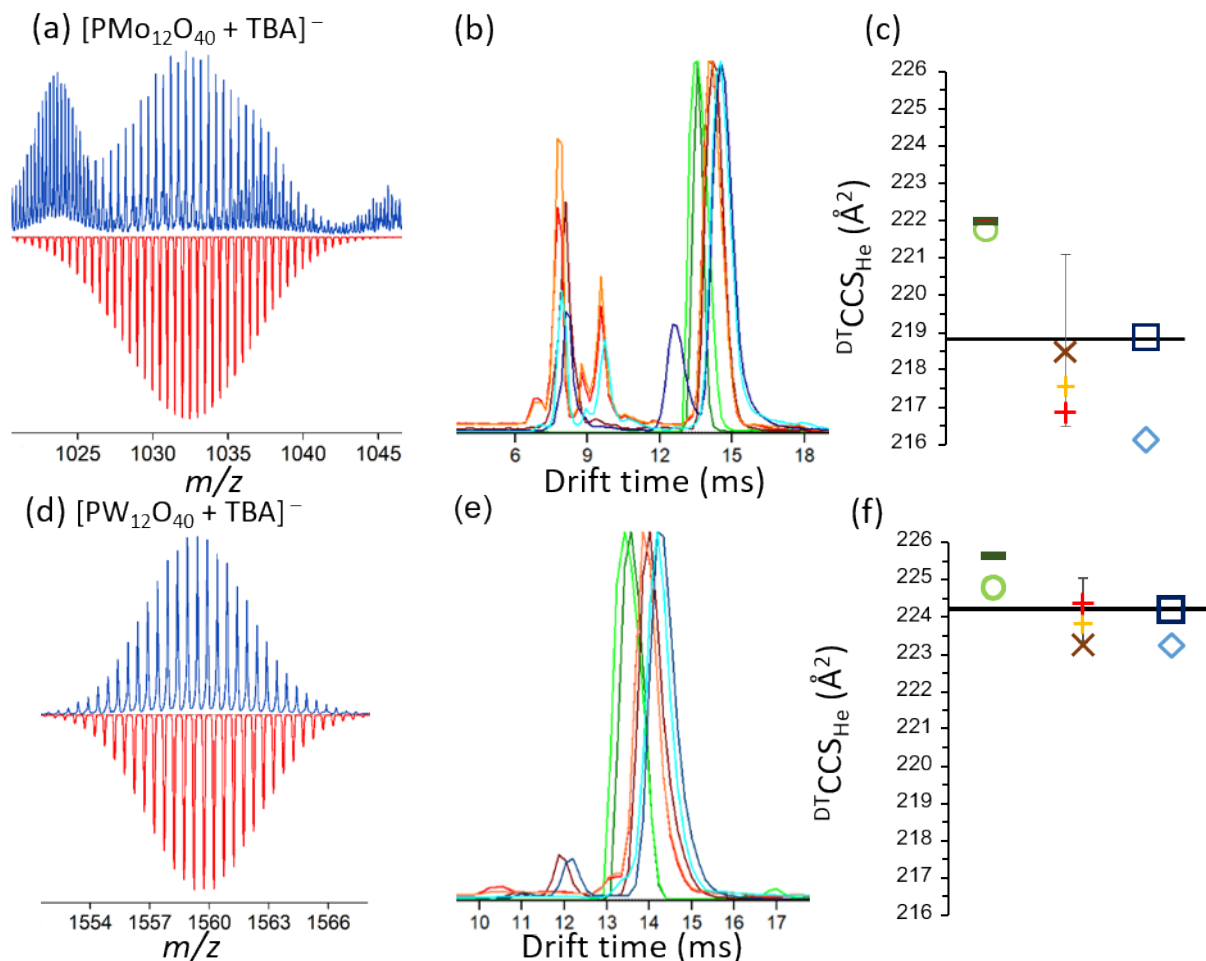 (a) [PMo₁₂O₄₀ + TBA]⁻
1025 1030 1035 1040 1045
m/z
(b)
6 9 12 15 18
Drift time (ms)
(c)
226
225
224
223
222
221
220
219
218
217
216
ᴰᵀCCS_He (Å²)
(d) [PW₁₂O₄₀ + TBA]⁻
1554 1557 1560 1563 1566
m/z
(e)
10 11 12 13 14 15 16 17
Drift time (ms)
(f)
226
225
224
223
222
221
220
219
218
217
216
ᴰᵀCCS_He (Å²)